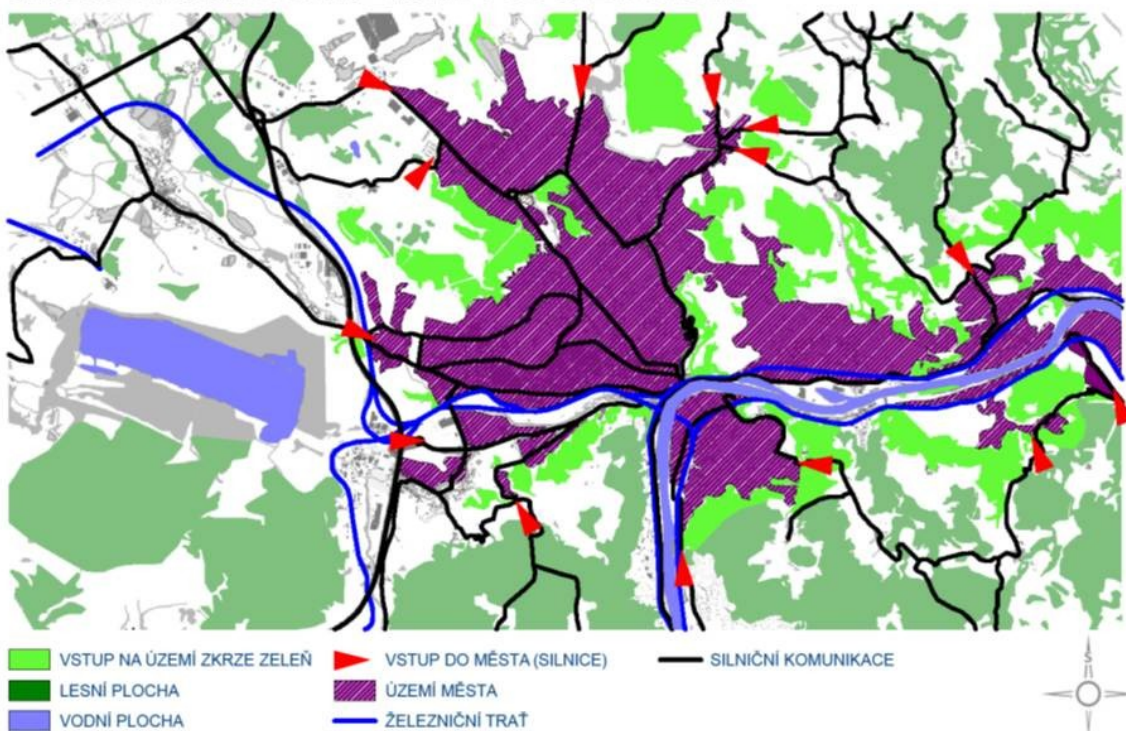 VSTUP NA ÚZEMÍ ZKRZE ZELEŇ
LESNÍ PLOCHA
VODNÍ PLOCHA
VSTUP DO MĚSTA (SILNICE)
ÚZEMÍ MĚSTA
ŽELEZNIČNÍ TRAŤ
SILNIČNÍ KOMUNIKACE
S